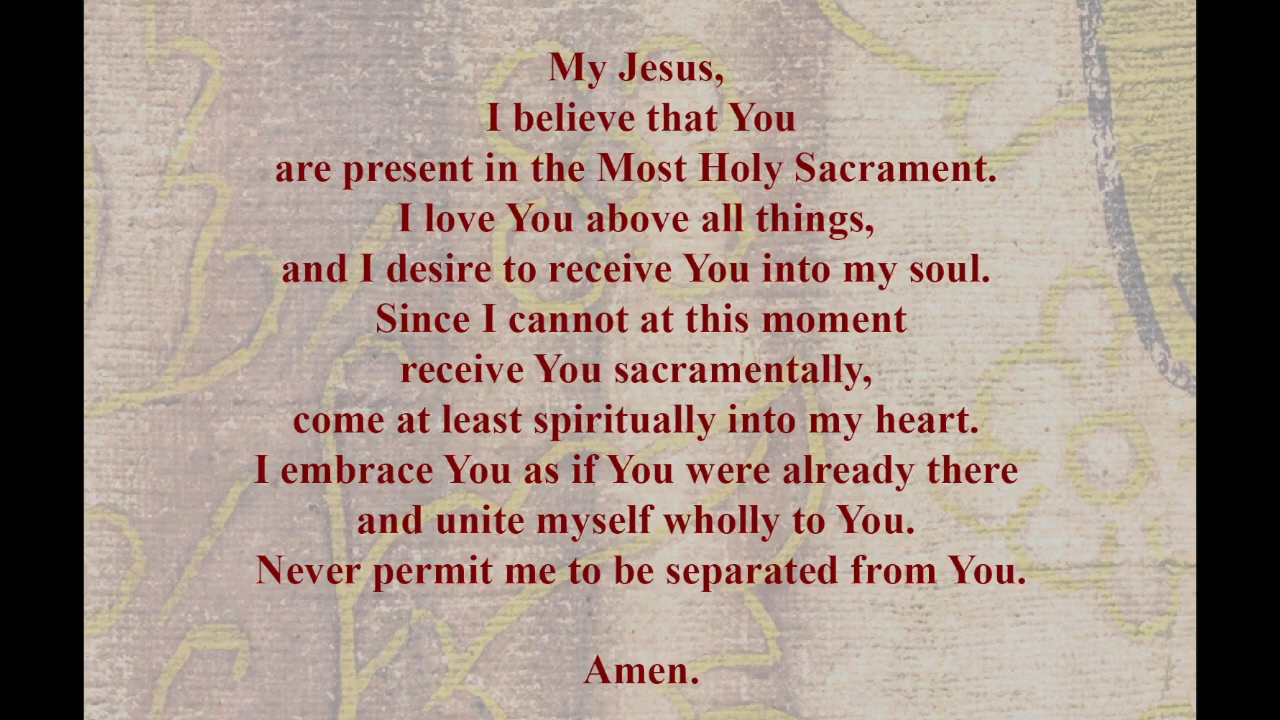 My Jesus,
I believe that You
are present in the Most Holy Sacrament.
I love You above all things,
and I desire to receive You into my soul.
Since I cannot at this moment
receive You sacramentally,
come at least spiritually into my heart.
I embrace You as if You were already there
and unite myself wholly to You.
Never permit me to be separated from You.
Amen.